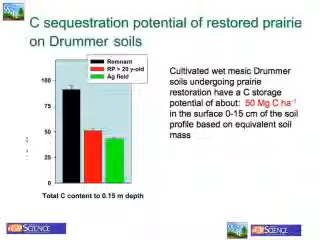 C sequestration potential of restored prairie
on Drummer soils
Remnant
RP > 20 y-old
Ag field
100
75
50
25
0
Total C content to 0.15 m depth
Cultivated wet mesic Drummer
soils undergoing prairie
restoration have a C storage
potential of about: 50 Mg C ha-1
in the surface 0-15 cm of the soil
profile based on equivalent soil
mass
SCIENCE
SCIENCE